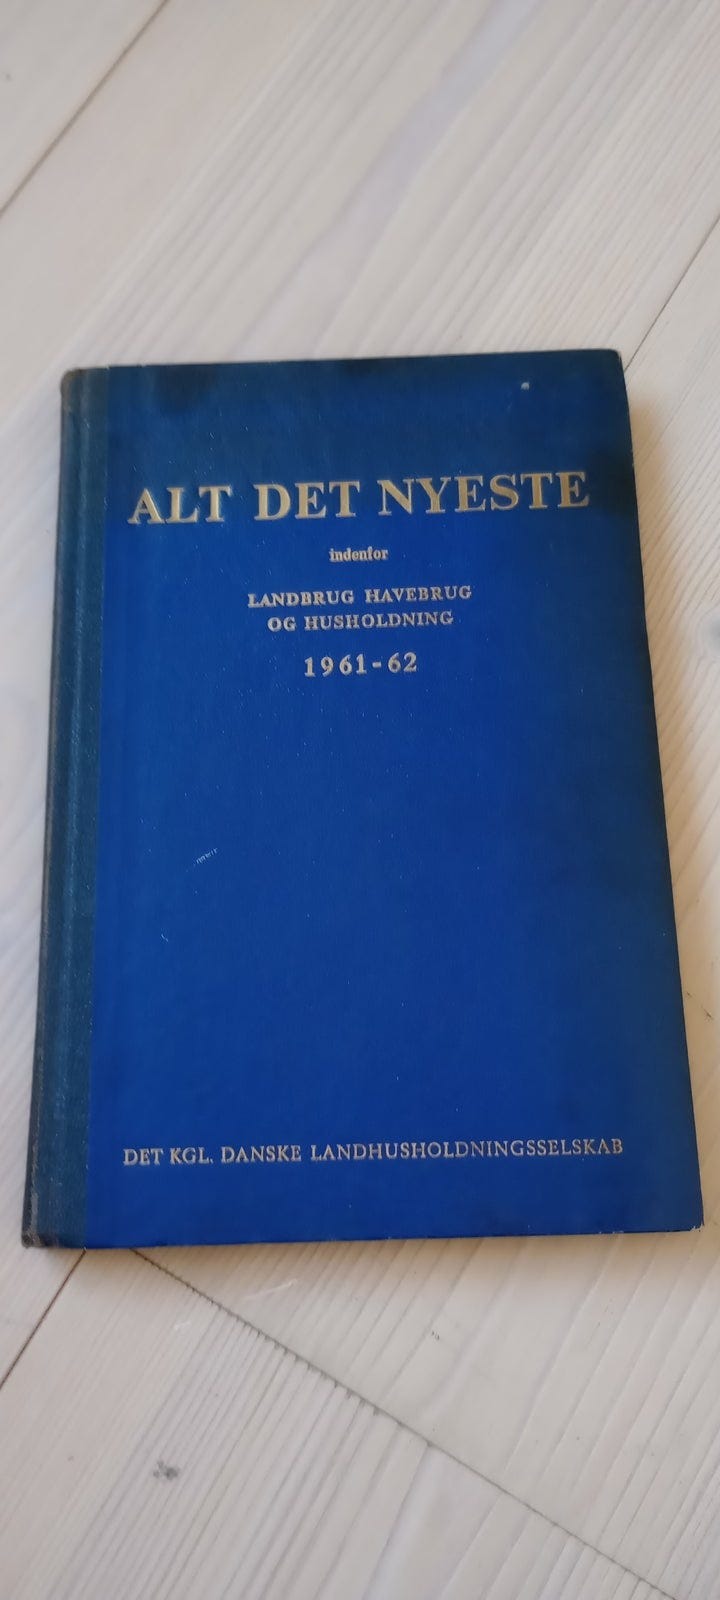 ALT DET NYESTE
indenfor
LANDBRUG HAVEBRUG
OG HUSHOLDNING
1961-62
DET KGL. DANSKE LANDHUSHOLDNINGSSELSKAB